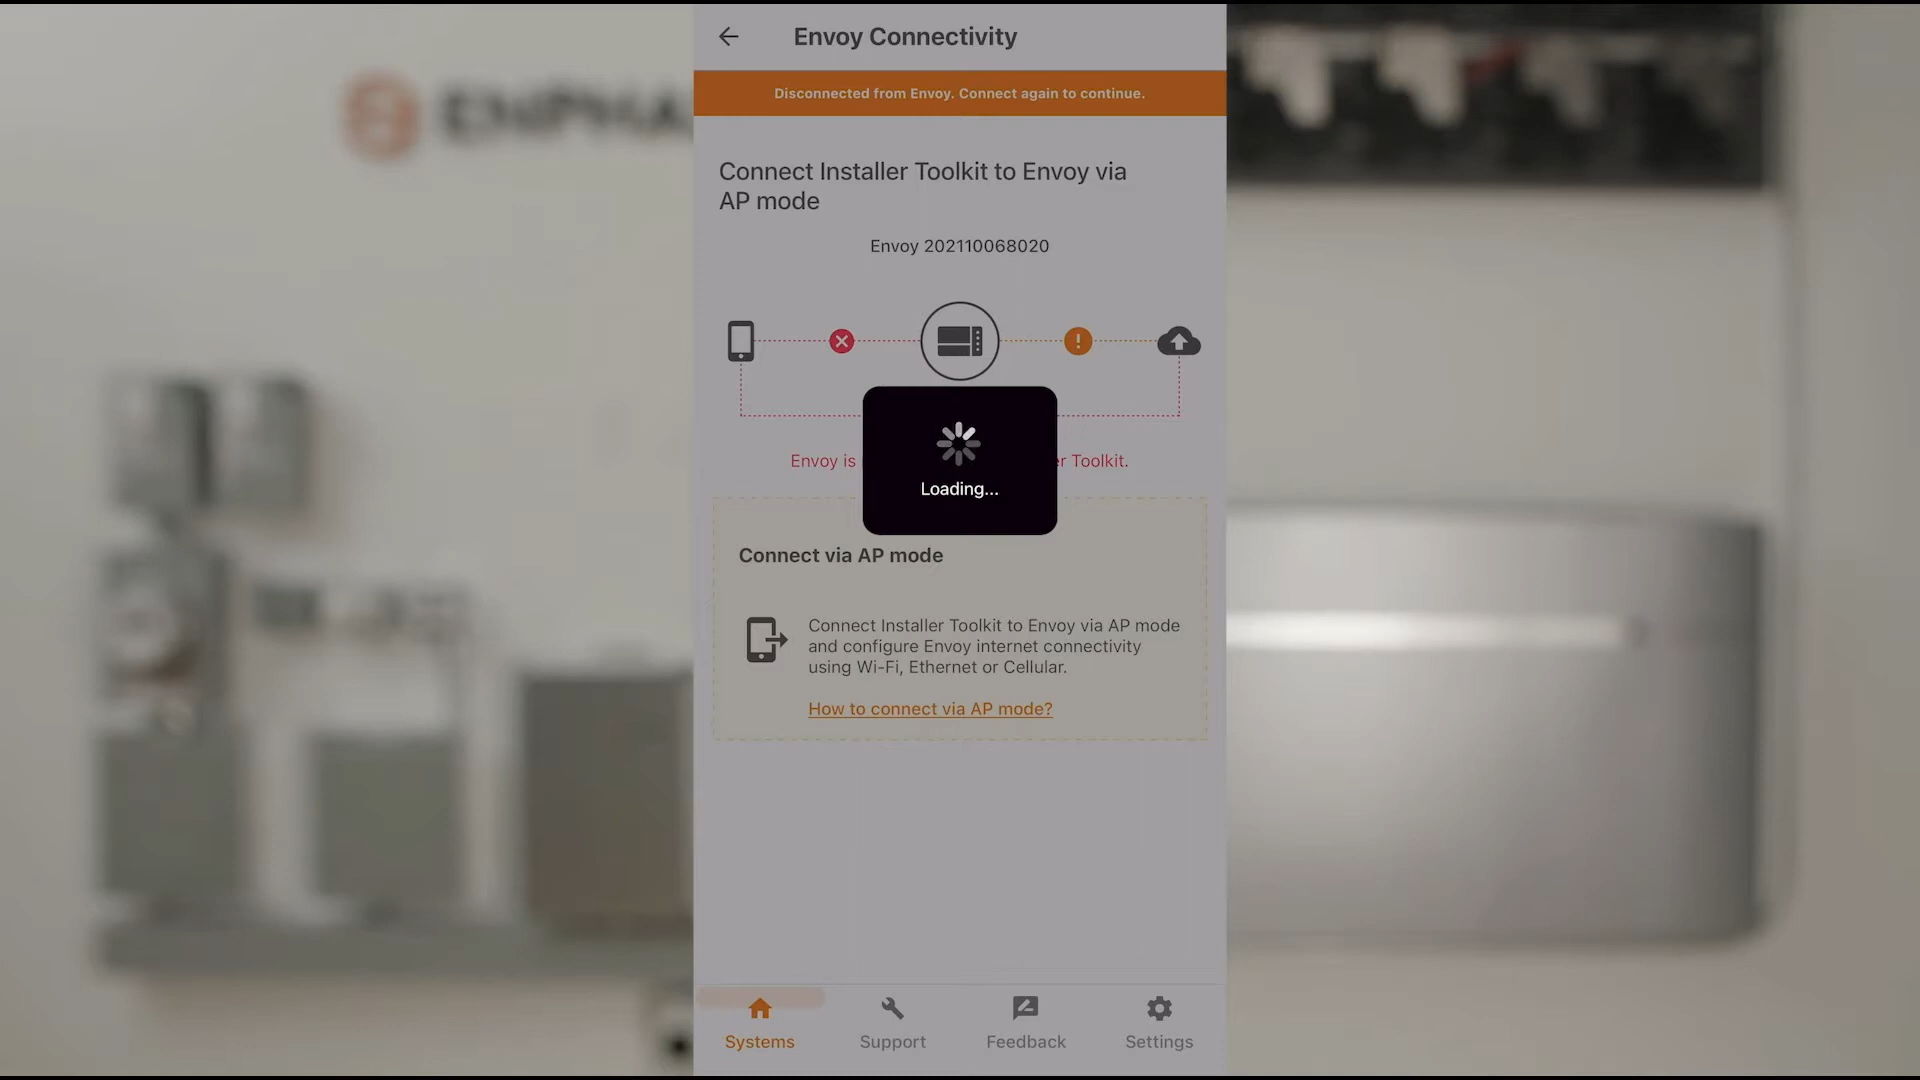 Envoy Connectivity
Disconnected from Envoy. Connect again to continue.
Connect Installer Toolkit to Envoy via
AP mode
Envoy 202110068020
Envoy is
Toolkit.
Loading...
Connect via AP mode
Connect Installer Toolkit to Envoy via AP mode
and configure Envoy internet connectivity
using Wi-Fi, Ethernet or Cellular.
How to connect via AP mode?
Systems
Support
Feedback
Settings